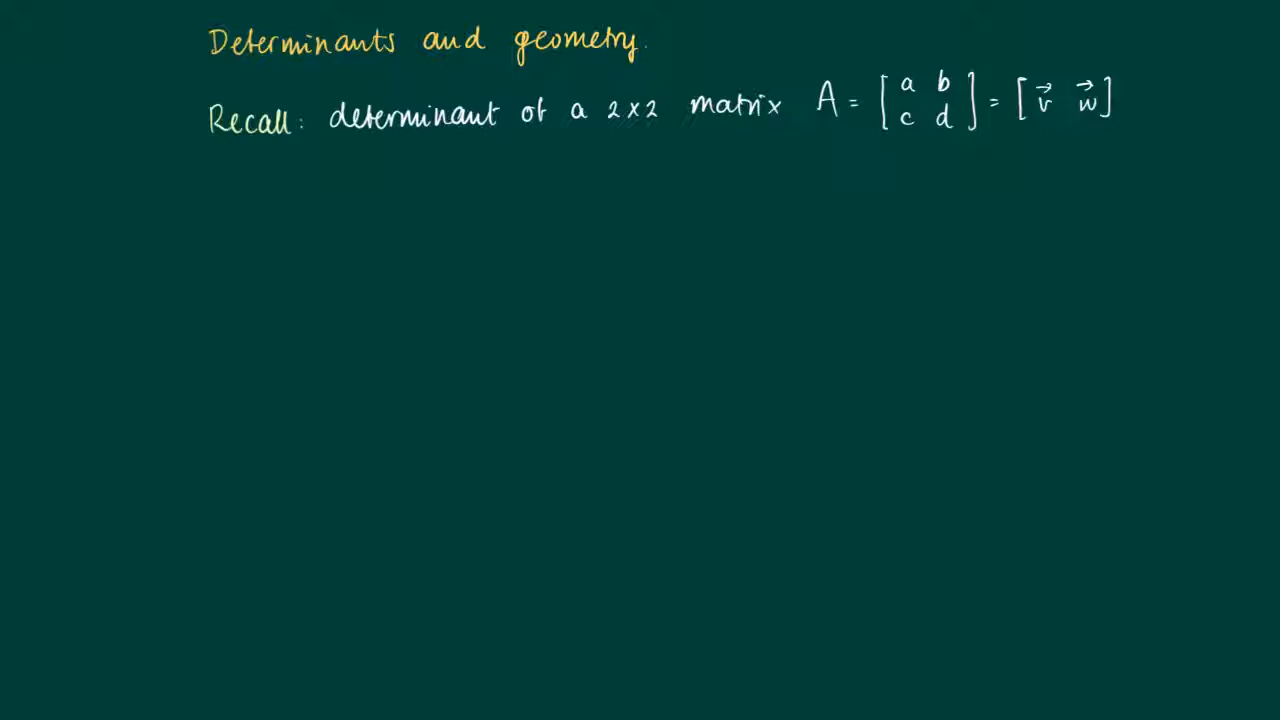 Determinants and geometry.
Recall: determinant of a 2×2 matrix A = [a b; c d] = [v⃗ w⃗]